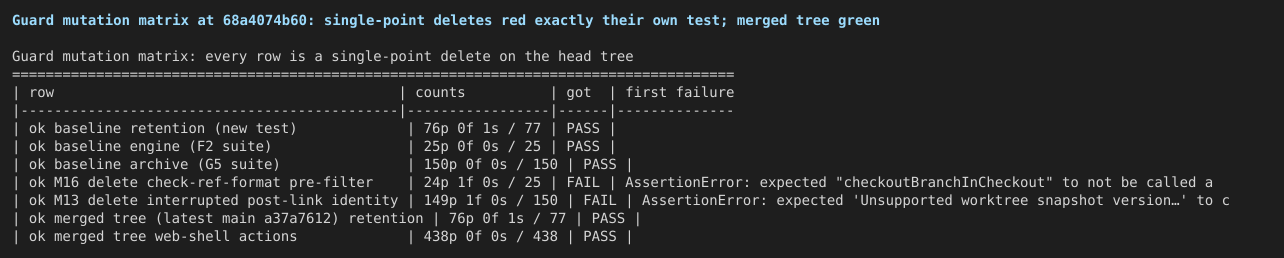 Guard mutation matrix at 68a4074b60: single-point deletes red exactly their own test; merged tree green
Guard mutation matrix: every row is a single-point delete on the head tree
======================================================================================
| row                                         | counts          | got  | first failure
|---------------------------------------------|-----------------|------|--------------
| ok baseline retention (new test)             | 76p 0f 1s / 77 | PASS |
| ok baseline engine (F2 suite)                | 25p 0f 0s / 25 | PASS |
| ok baseline archive (G5 suite)               | 150p 0f 0s / 150 | PASS |
| ok M16 delete check-ref-format pre-filter    | 24p 1f 0s / 25 | FAIL | AssertionError: expected "checkoutBranchInCheckout" to not be called a
| ok M13 delete interrupted post-link identity | 149p 1f 0s / 150 | FAIL | AssertionError: expected 'Unsupported worktree snapshot version…' to c
| ok merged tree (latest main a37a7612) retention | 76p 0f 1s / 77 | PASS |
| ok merged tree web-shell actions             | 438p 0f 0s / 438 | PASS |